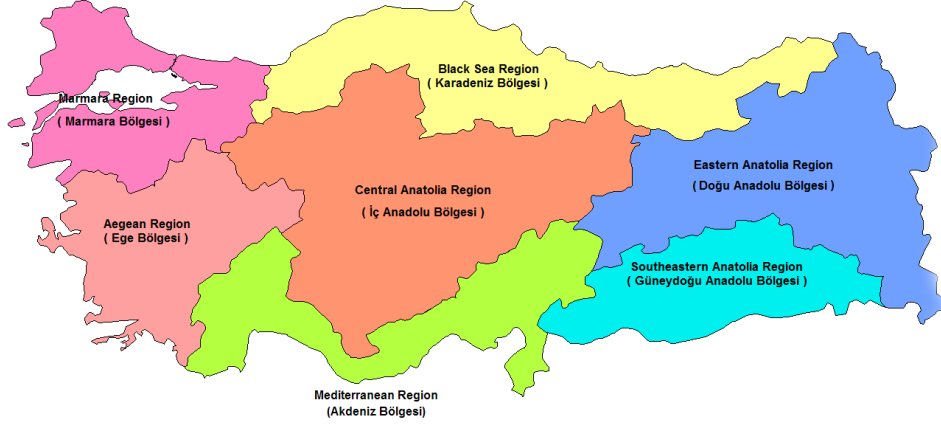 Black Sea Region
( Karadeniz Bölgesi )
Marmara Region
( Marmara Bölgesi )
Eastern Anatolia Region
( Doğu Anadolu Bölgesi )
Central Anatolia Region
( İç Anadolu Bölgesi )
Aegean Region
( Ege Bölgesi )
Southeastern Anatolia Region
( Güneydoğu Anadolu Bölgesi )
Mediterranean Region
(Akdeniz Bölgesi)